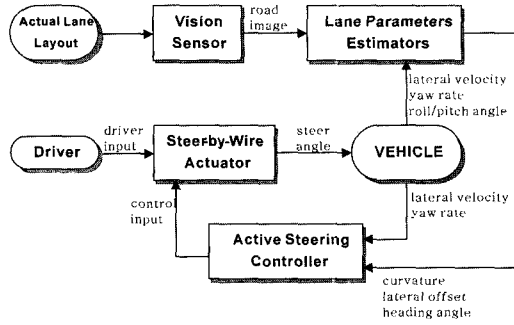 Actual Lane
Layout
Vision
Sensor
road
image
Lane Parameters
Estimators
lateral velocity
yaw rate
roll/pitch angle
Driver
driver
input
Steer-by-Wire
Actuator
steer
angle
VEHICLE
control
input
lateral velocity
yaw rate
Active Steering
Controller
curvature
lateral offset
heading angle